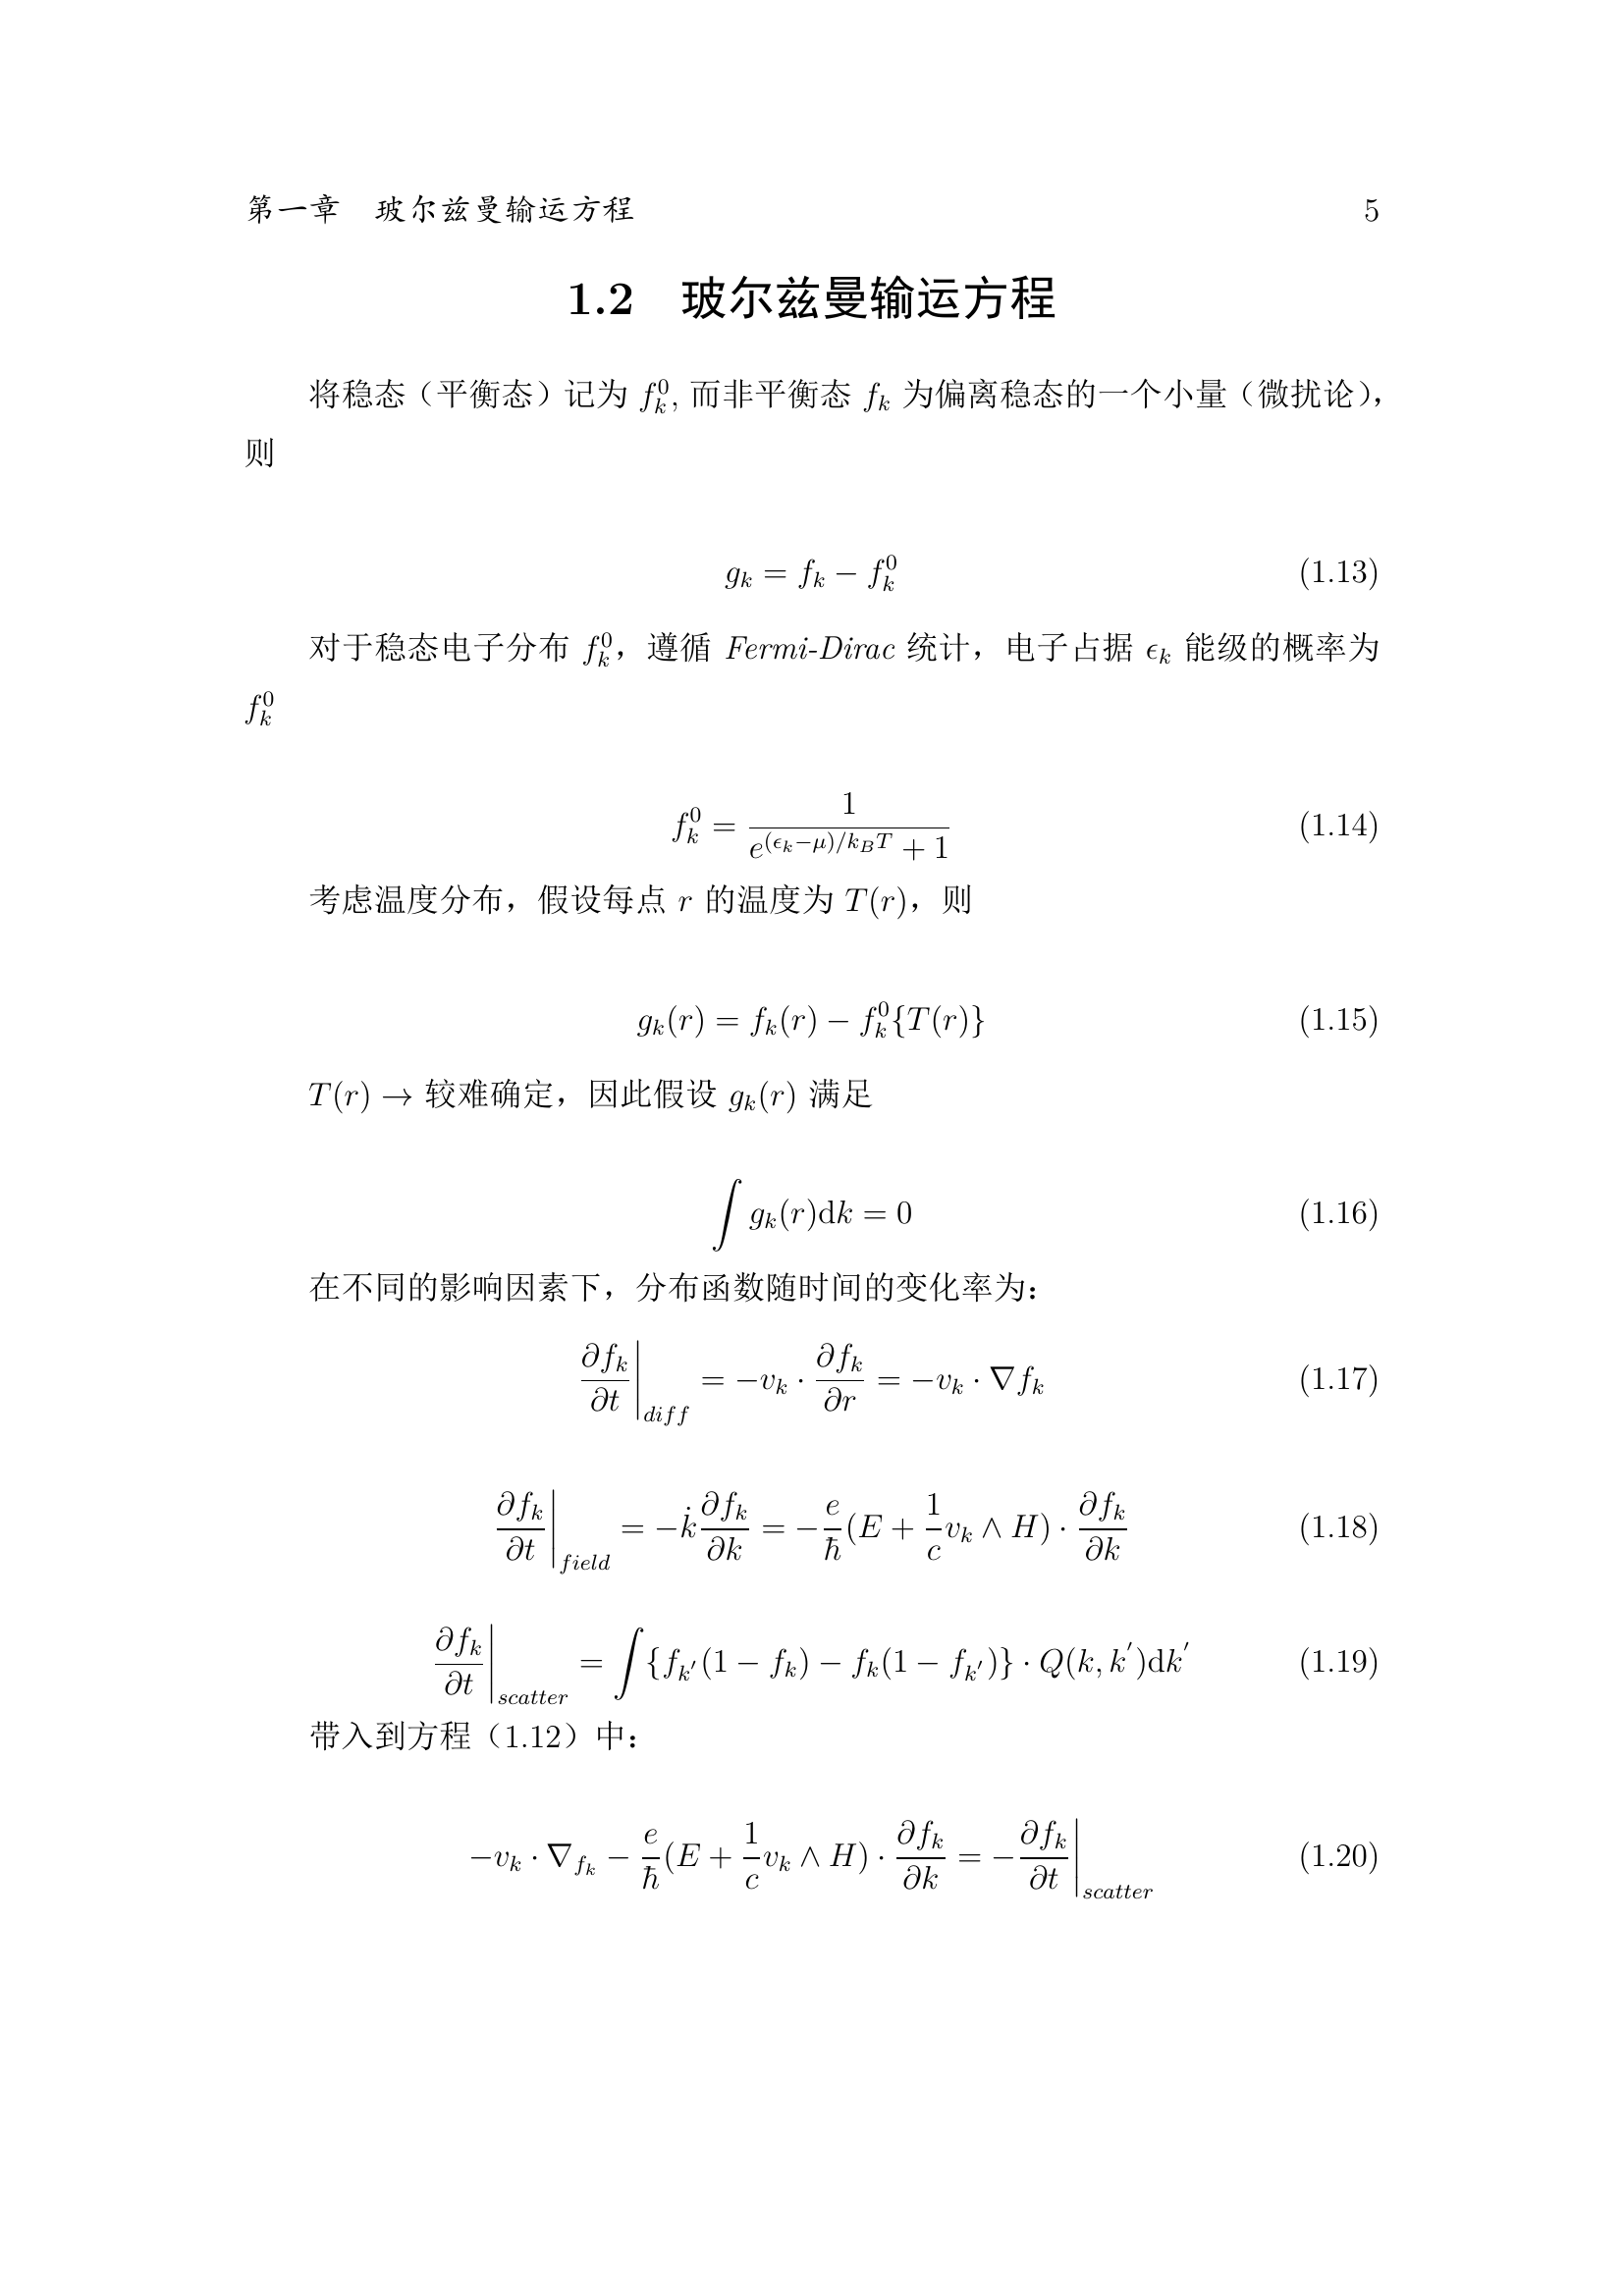 第一章　玻尔兹曼输运方程 5
1.2　玻尔兹曼输运方程
将稳态（平衡态）记为 $f_k^0$, 而非平衡态 $f_k$ 为偏离稳态的一个小量（微扰论），
则
$g_k = f_k - f_k^0$ (1.13)
对于稳态电子分布 $f_k^0$，遵循 Fermi-Dirac 统计，电子占据 $\epsilon_k$ 能级的概率为
$f_k^0$
$f_k^0 = \frac{1}{e^{(\epsilon_k-\mu)/k_BT}+1}$ (1.14)
考虑温度分布，假设每点 $r$ 的温度为 $T(r)$，则
$g_k(r) = f_k(r) - f_k^0\{T(r)\}$ (1.15)
$T(r) \to$ 较难确定，因此假设 $g_k(r)$ 满足
$\int g_k(r)\mathrm{d}k = 0$ (1.16)
在不同的影响因素下，分布函数随时间的变化率为：
$\left.\frac{\partial f_k}{\partial t}\right|_{diff} = -v_k \cdot \frac{\partial f_k}{\partial r} = -v_k \cdot \nabla f_k$ (1.17)
$\left.\frac{\partial f_k}{\partial t}\right|_{field} = -\dot{k}\frac{\partial f_k}{\partial k} = -\frac{e}{\hbar}(E + \frac{1}{c}v_k \wedge H) \cdot \frac{\partial f_k}{\partial k}$ (1.18)
$\left.\frac{\partial f_k}{\partial t}\right|_{scatter} = \int \{f_{k^{'}}(1 - f_k) - f_k(1 - f_{k^{'}})\} \cdot Q(k, k^{'})\mathrm{d}k^{'}$ (1.19)
带入到方程（1.12）中：
$-v_k \cdot \nabla_{f_k} - \frac{e}{\hbar}(E + \frac{1}{c}v_k \wedge H) \cdot \frac{\partial f_k}{\partial k} = -\left.\frac{\partial f_k}{\partial t}\right|_{scatter}$ (1.20)